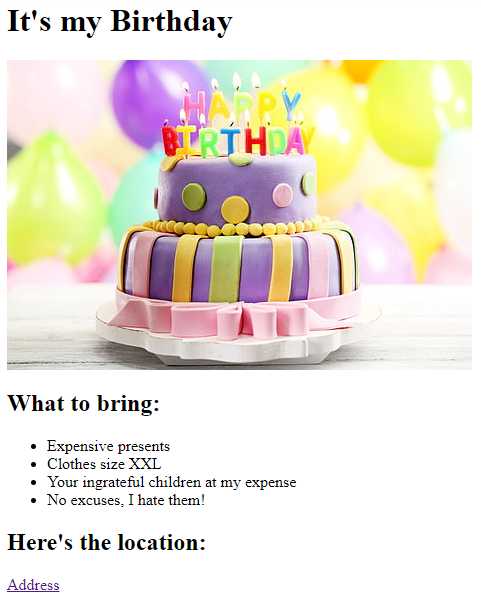 It's my Birthday
HAPPY
BIRTHDAY
What to bring:
Expensive presents
Clothes size XXL
Your ingrateful children at my expense
No excuses, I hate them!
Here's the location:
Address